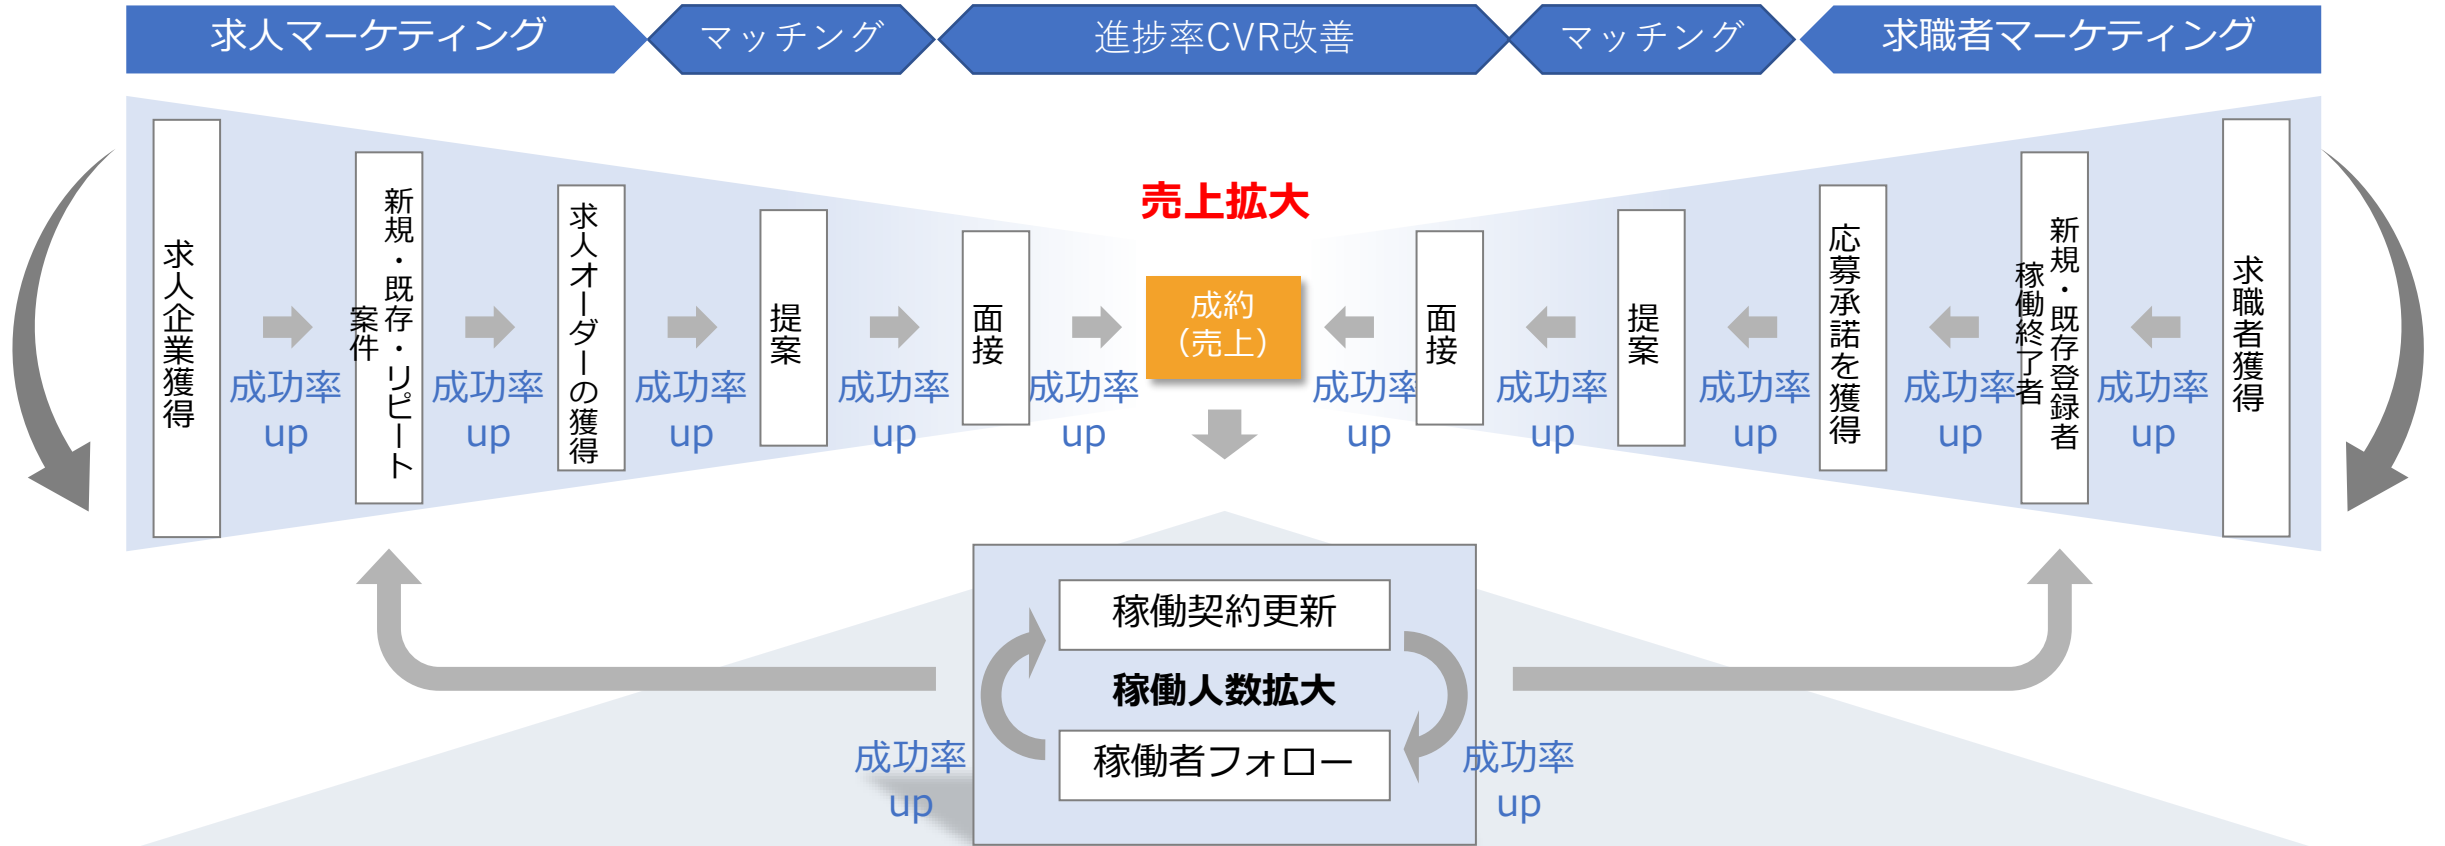 求人マーケティング
マッチング
進捗率CVR改善
マッチング
求職者マーケティング
売上拡大
求人企業獲得
成功率
up
新規・既存・リピート
案件
成功率
up
求人オーダーの獲得
成功率
up
提案
成功率
up
面接
成功率
up
成約
（売上）
成功率
up
面接
成功率
up
提案
成功率
up
応募承諾を獲得
成功率
up
新規・既存登録者
稼働終了者
成功率
up
求職者獲得
稼働契約更新
稼働人数拡大
稼働者フォロー
成功率
up
成功率
up